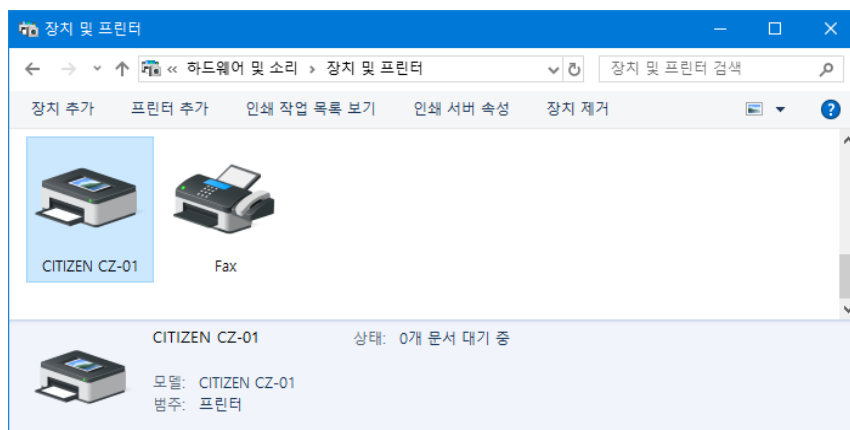 장치 및 프린터
« 하드웨어 및 소리 › 장치 및 프린터
장치 및 프린터 검색
장치 추가 프린터 추가 인쇄 작업 목록 보기 인쇄 서버 속성 장치 제거
CITIZEN CZ-01 Fax
CITIZEN CZ-01 상태: 0개 문서 대기 중
모델: CITIZEN CZ-01
범주: 프린터